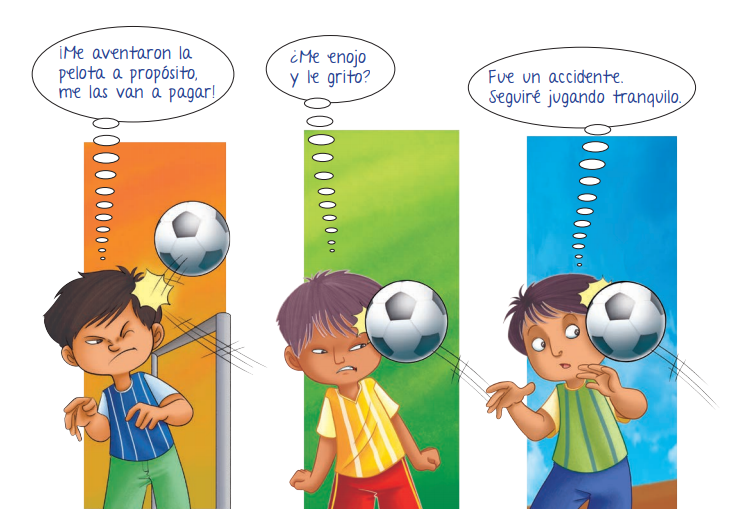 ¡Me aventaron la
pelota a propósito,
me las van a pagar!
¿Me enojo
y le grito?
Fue un accidente.
Seguiré jugando tranquilo.